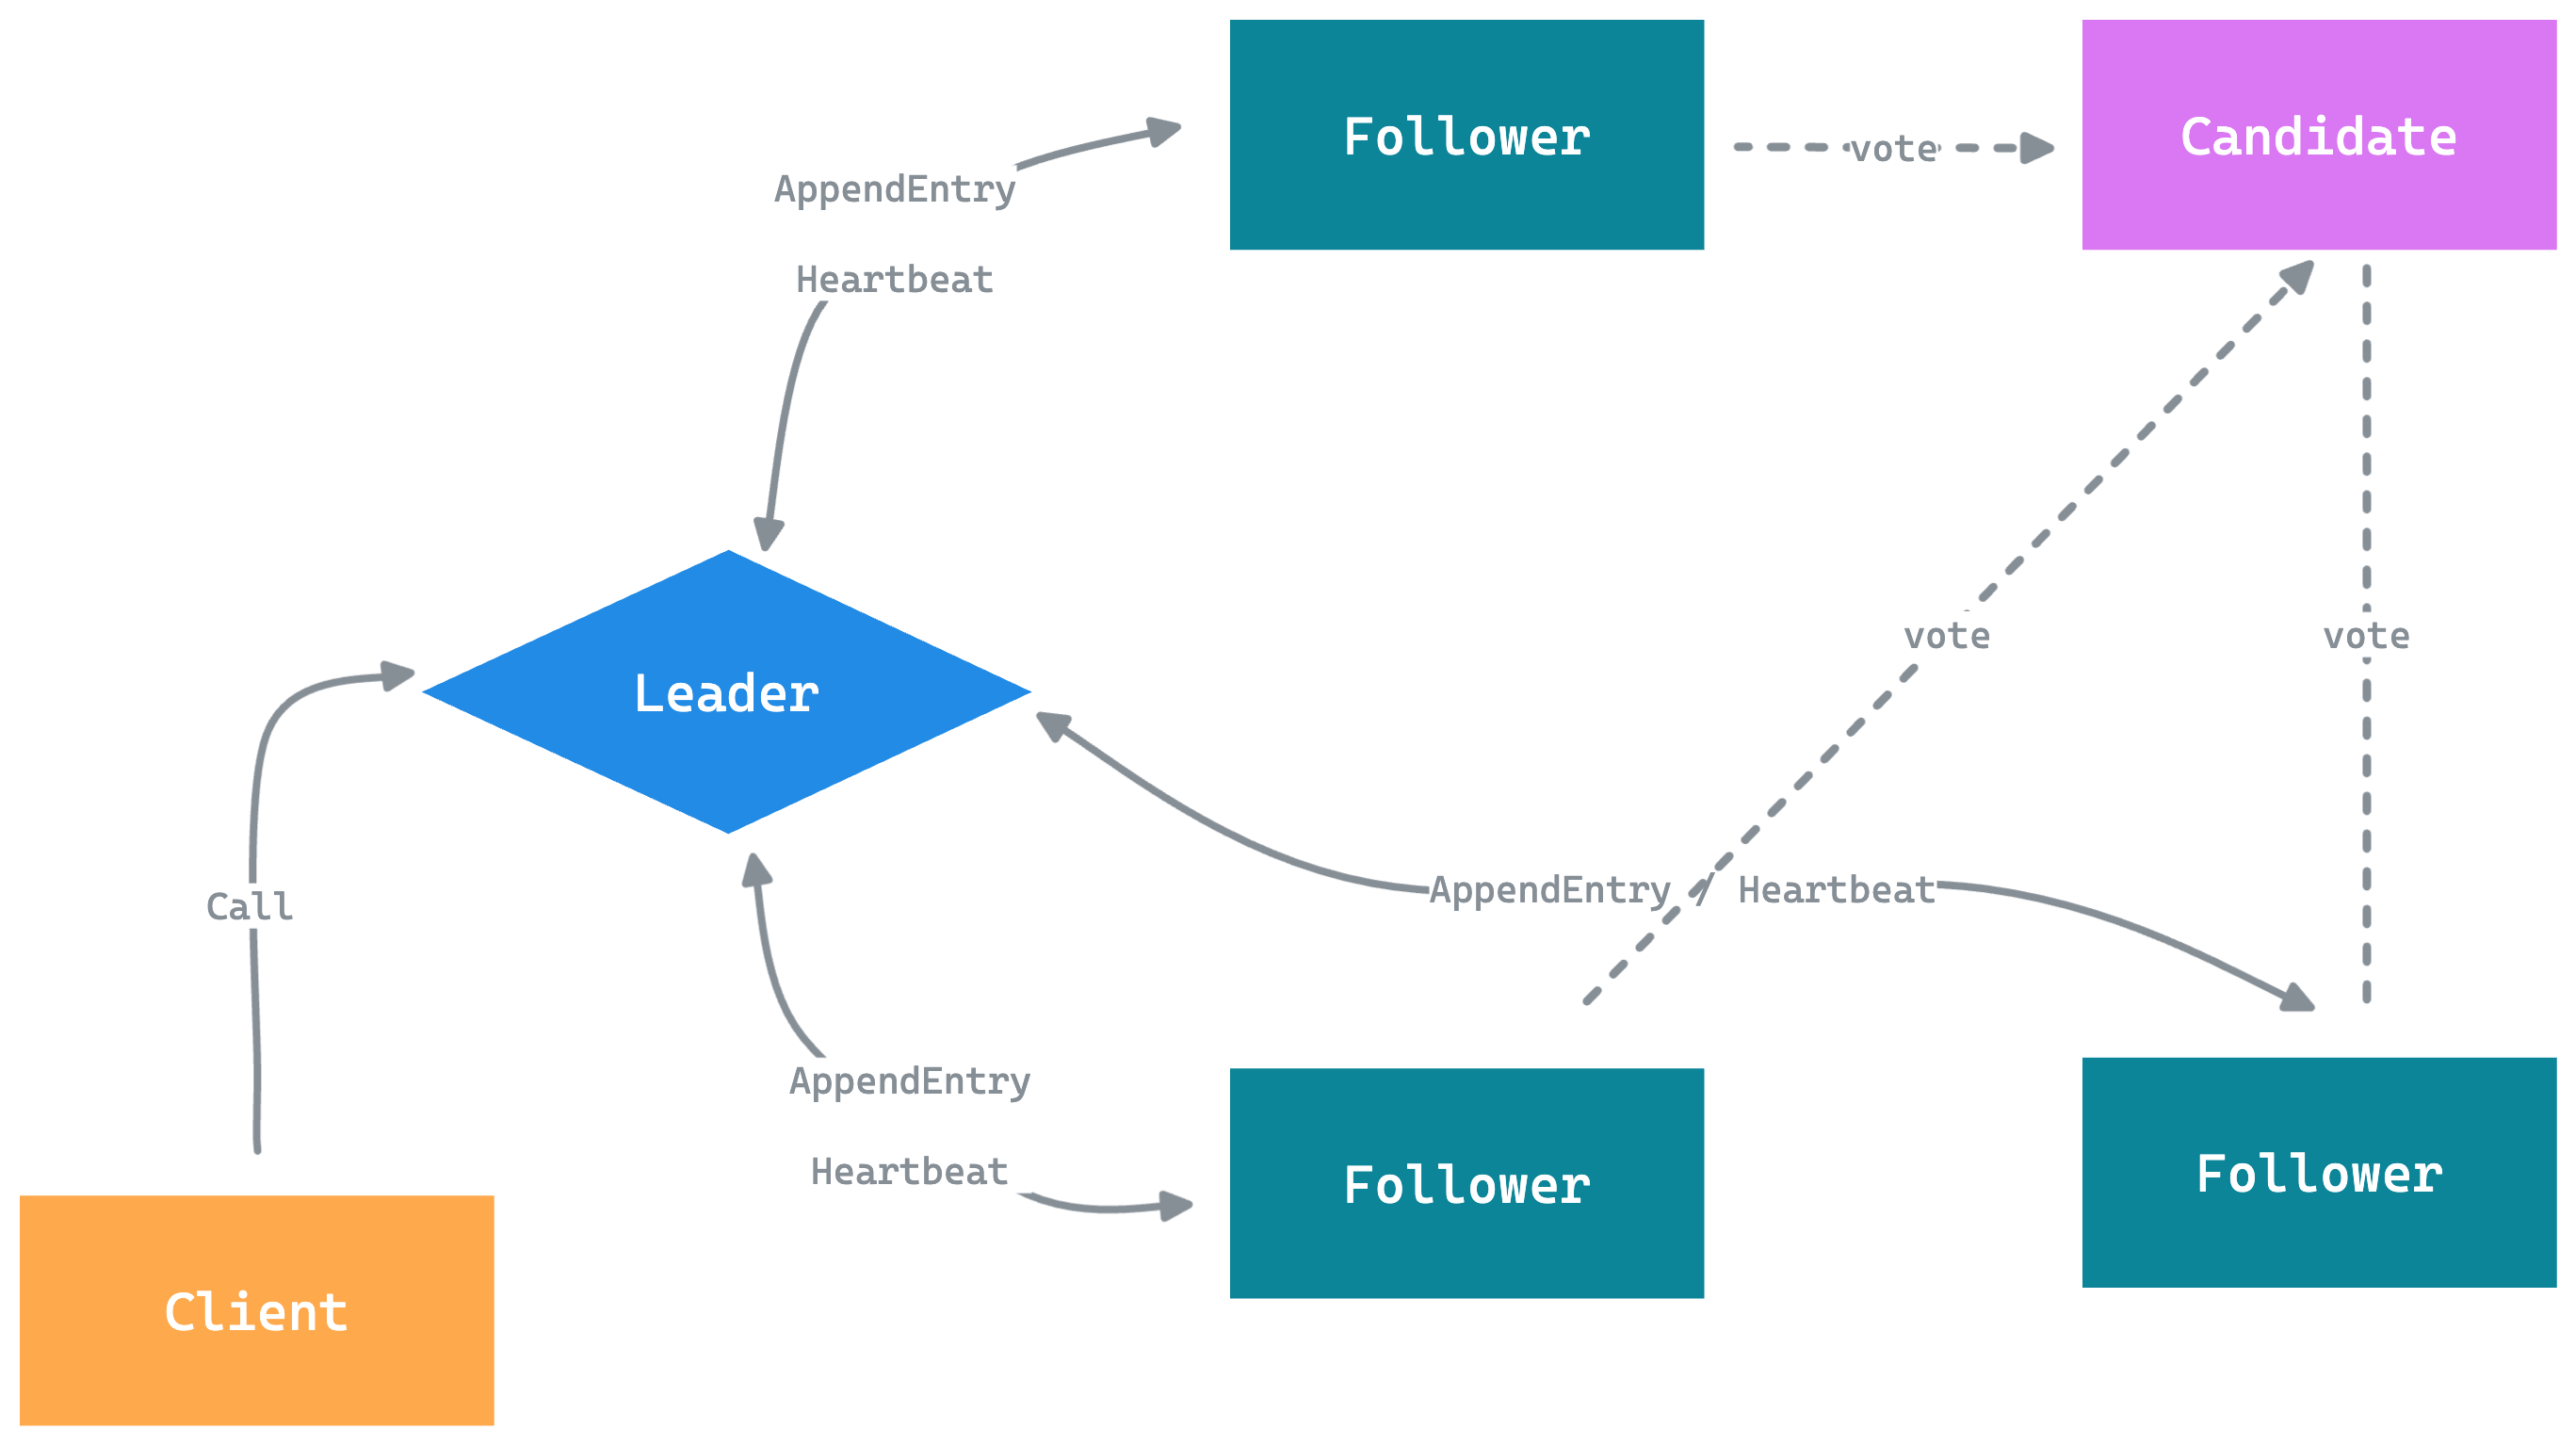 Follower
vote
Candidate
AppendEntry
Heartbeat
vote
vote
Leader
AppendEntry / Heartbeat
Call
AppendEntry
Heartbeat
Follower
Follower
Client